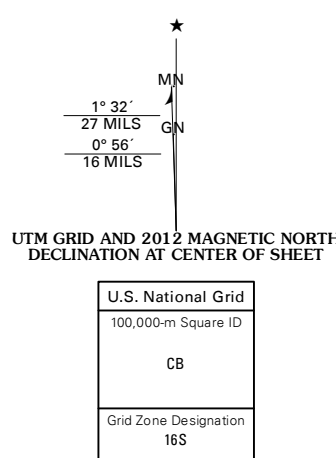 ★
MN
1° 32´
27 MILS
GN
0° 56´
16 MILS
UTM GRID AND 2012 MAGNETIC NORTH
DECLINATION AT CENTER OF SHEET
U.S. National Grid
100,000-m Square ID
CB
Grid Zone Designation
16S